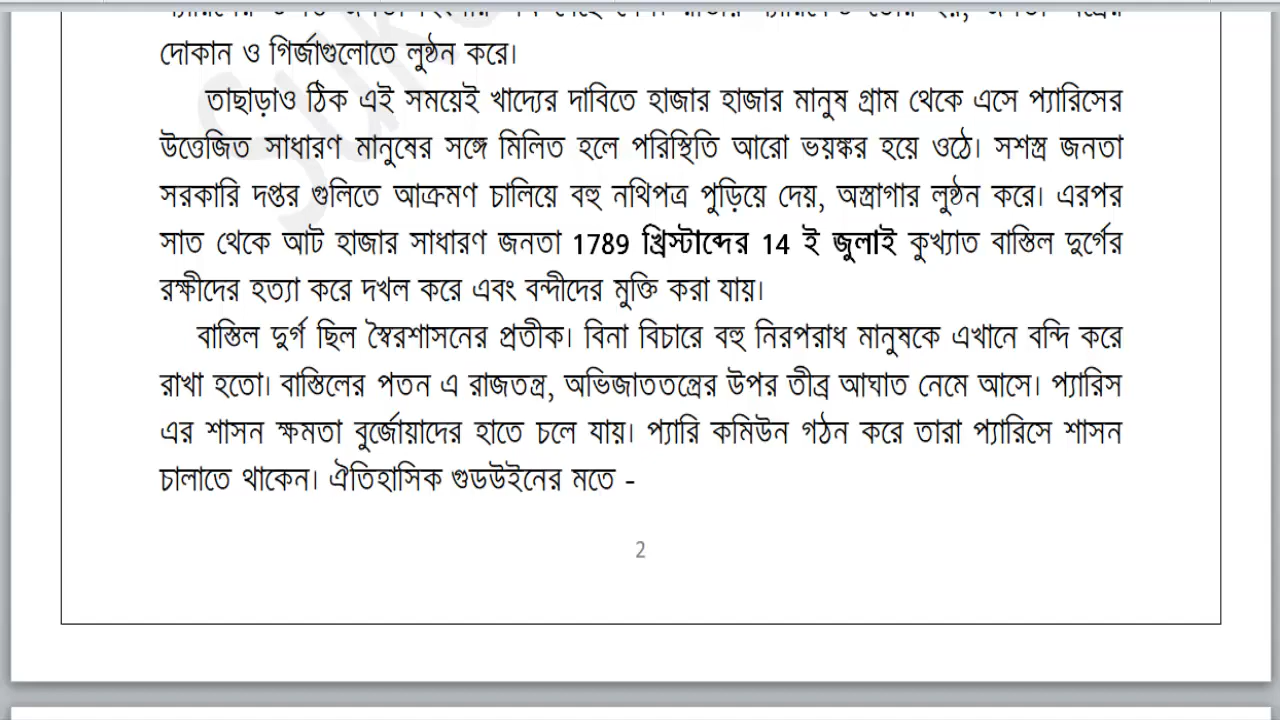 দোকান ও গির্জাগুলোতে লুণ্ঠন করে।
তাছাড়াও ঠিক এই সময়েই খাদ্যের দাবিতে হাজার হাজার মানুষ গ্রাম থেকে এসে প্যারিসের
উত্তেজিত সাধারণ মানুষের সঙ্গে মিলিত হলে পরিস্থিতি আরো ভয়ঙ্কর হয়ে ওঠে। সশস্ত্র জনতা
সরকারি দপ্তর গুলিতে আক্রমণ চালিয়ে বহু নথিপত্র পুড়িয়ে দেয়, অস্ত্রাগার লুণ্ঠন করে। এরপর
সাত থেকে আট হাজার সাধারণ জনতা 1789 খ্রিস্টাব্দের 14 ই জুলাই কুখ্যাত বাস্তিল দুর্গের
রক্ষীদের হত্যা করে দখল করে এবং বন্দীদের মুক্তি করা যায়।
বাস্তিল দুর্গ ছিল স্বৈরশাসনের প্রতীক। বিনা বিচারে বহু নিরপরাধ মানুষকে এখানে বন্দি করে
রাখা হতো। বাস্তিলের পতন এ রাজতন্ত্র, অভিজাততন্ত্রের উপর তীব্র আঘাত নেমে আসে। প্যারিস
এর শাসন ক্ষমতা বুর্জোয়াদের হাতে চলে যায়। প্যারি কমিউন গঠন করে তারা প্যারিসে শাসন
চালাতে থাকেন। ঐতিহাসিক গুডউইনের মতে -
2